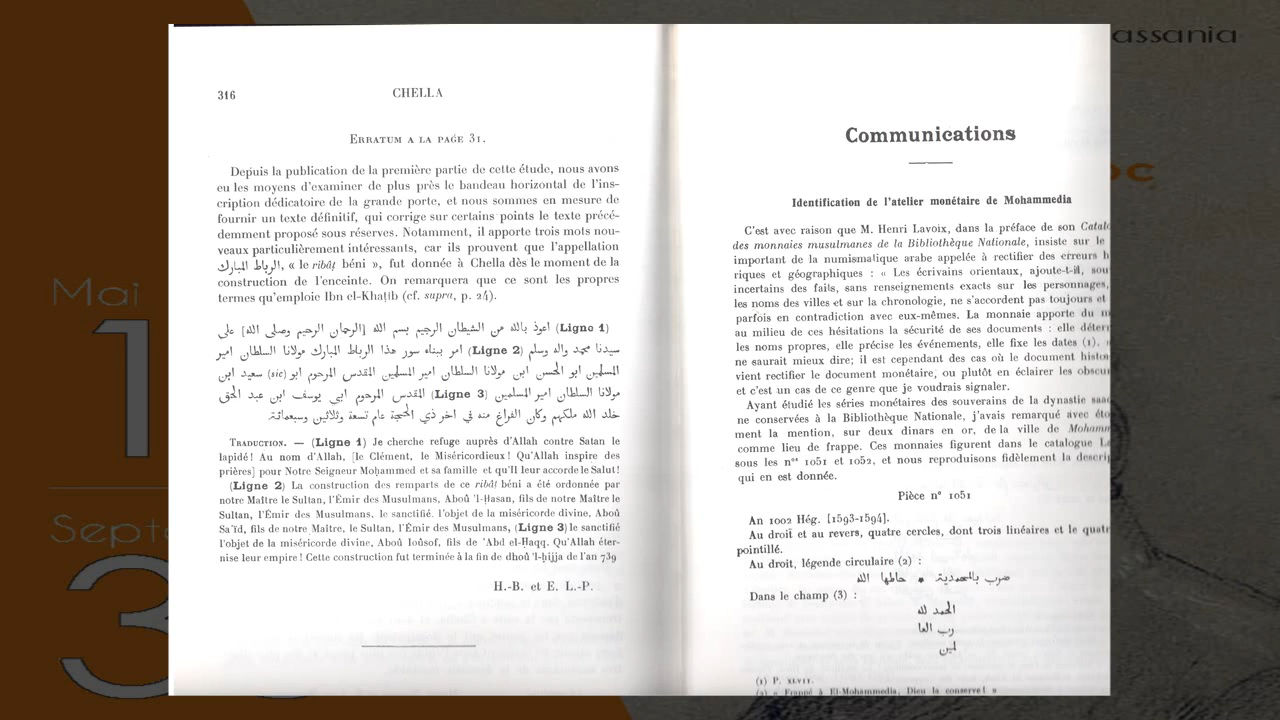 316
CHELLA
ERRATUM A LA PAGE 31.
Depuis la publication de la première partie de cette étude, nous avons
eu les moyens d'examiner de plus près le bandeau horizontal de l'ins-
cription dédicatoire de la grande porte, et nous sommes en mesure de
fournir un texte définitif, qui corrige sur certains points le texte précé-
demment proposé sous réserves. Notamment, il apporte trois mots nou-
veaux particulièrement intéressants, car ils prouvent que l'appellation
الرباط المبارك, « le ribâṭ béni », fut donnée à Chella dès le moment de la
construction de l'enceinte. On remarquera que ce sont les propres
termes qu'emploie Ibn el-Khaṭib (cf. supra, p. 24).
(Ligne 1) اعوذ بالله من الشيطان الرجيم بسم الله [الرحمان الرحيم وصلى الله] على
سيدنا محمد واله وسلم (Ligne 2) امر ببناء سور هذا الرباط المبارك مولانا السلطان امير
المسلمين ابو الحسن ابن مولانا السلطان امير المسلمين المقدس المرحوم ابو (sic) سعيد ابن
مولانا السلطان امير المسلمين (Ligne 3) المقدس المرحوم ابي يوسف ابن عبد الحق
خلد الله ملكهم وكان الفراغ منه في اخر ذي الحجة عام تسعة وثلاثين وسبعمائة
TRADUCTION. — (Ligne 1) Je cherche refuge auprès d'Allah contre Satan le
lapidé! Au nom d'Allah, [le Clément, le Miséricordieux! Qu'Allah inspire des
prières] pour Notre Seigneur Moḥammed et sa famille et qu'Il leur accorde le Salut!
(Ligne 2) La construction des remparts de ce ribâṭ béni a été ordonnée par
notre Maître le Sultan, l'Émir des Musulmans, Aboû 'l-Ḥasan, fils de notre Maître le
Sultan, l'Émir des Musulmans, le sanctifié, l'objet de la miséricorde divine, Aboû
Sa'îd, fils de notre Maître, le Sultan, l'Émir des Musulmans, (Ligne 3) le sanctifié
l'objet de la miséricorde divine, Aboû Ioûsof, fils de 'Abd el-Ḥaqq. Qu'Allah éter-
nise leur empire! Cette construction fut terminée à la fin de dhoû 'l-ḥijja de l'an 739
H.-B. et E. L.-P.
Communications
Identification de l'atelier monétaire de Mohammedia
C'est avec raison que M. Henri Lavoix, dans la préface de son Catalo
des monnaies musulmanes de la Bibliothèque Nationale, insiste sur le
important de la numismatique arabe appelée à rectifier des erreurs h
riques et géographiques : « Les écrivains orientaux, ajoute-t-il, sou
incertains des faits, sans renseignements exacts sur les personnages,
les noms des villes et sur la chronologie, ne s'accordent pas toujours et
parfois en contradiction avec eux-mêmes. La monnaie apporte du m
au milieu de ces hésitations la sécurité de ses documents : elle déter
les noms propres, elle précise les événements, elle fixe les dates (1). »
ne saurait mieux dire; il est cependant des cas où le document histo
vient rectifier le document monétaire, ou plutôt en éclairer les obscu
et c'est un cas de ce genre que je voudrais signaler.
Ayant étudié les séries monétaires des souverains de la dynastie saad
ne conservées à la Bibliothèque Nationale, j'avais remarqué avec éto
ment la mention, sur deux dinars en or, de la ville de Mohamm
comme lieu de frappe. Ces monnaies figurent dans le catalogue La
sous les nos 1051 et 1052, et nous reproduisons fidèlement la descrip
qui en est donnée.
Pièce n° 1051
An 1002 Hég. [1593-1594].
Au droit et au revers, quatre cercles, dont trois linéaires et le quatr
pointillé.
Au droit, légende circulaire (2) :
ضرب بالمحمدية * حاطها الله
Dans le champ (3) :
الحمد لله
رب العا
لمين
(1) P. XLVII.
(2) « Frappé à El-Mohammedia, Dieu la conserve! »
assania
oc
Mai
1
Septe
3